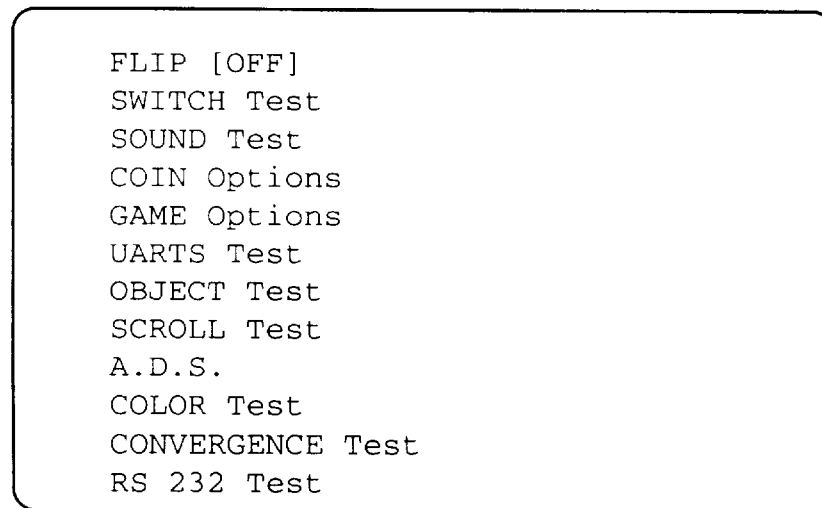 FLIP [OFF]
SWITCH Test
SOUND Test
COIN Options
GAME Options
UARTS Test
OBJECT Test
SCROLL Test
A.D.S.
COLOR Test
CONVERGENCE Test
RS 232 Test